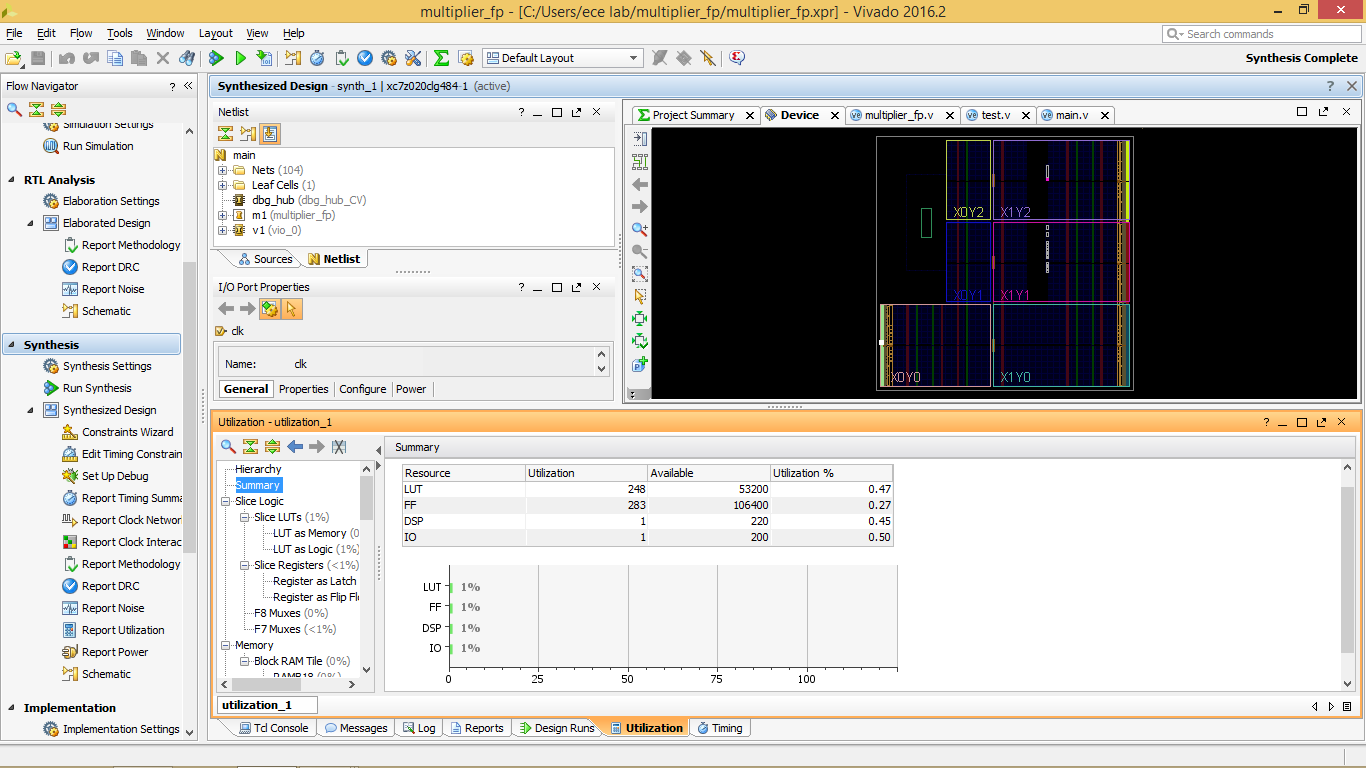 multiplier_fp - [C:/Users/ece lab/multiplier_fp/multiplier_fp.xpr] - Vivado 2016.2
File Edit Flow Tools Window Layout View Help
Search commands
Default Layout
Synthesis Complete
Flow Navigator
Simulation Settings
Run Simulation
RTL Analysis
Elaboration Settings
Elaborated Design
Report Methodology
Report DRC
Report Noise
Schematic
Synthesis
Synthesis Settings
Run Synthesis
Synthesized Design
Constraints Wizard
Edit Timing Constrain
Set Up Debug
Report Timing Summa
Report Clock Networ
Report Clock Interac
Report Methodology
Report DRC
Report Noise
Report Utilization
Report Power
Schematic
Implementation
Implementation Settings
Synthesized Design - synth_1 | xc7z020clg484-1 (active)
Netlist
main
Nets (104)
Leaf Cells (1)
dbg_hub (dbg_hub_CV)
m1 (multiplier_fp)
v1 (vio_0)
Sources Netlist
I/O Port Properties
clk
Name: clk
General Properties Configure Power
Project Summary Device multiplier_fp.v test.v main.v
X0Y2 X1Y2
X0Y1 X1Y1
X0Y0 X1Y0
Utilization - utilization_1
Hierarchy
Summary
Slice Logic
Slice LUTs (1%)
LUT as Memory (0
LUT as Logic (1%)
Slice Registers (<1%)
Register as Latch
Register as Flip Fl
F8 Muxes (0%)
F7 Muxes (<1%)
Memory
Block RAM Tile (0%)
RAMB18 (0%)
utilization_1
Summary
Resource Utilization Available Utilization %
LUT 248 53200 0.47
FF 283 106400 0.27
DSP 1 220 0.45
IO 1 200 0.50
LUT 1%
FF 1%
DSP 1%
IO 1%
0 25 50 75 100
Tcl Console Messages Log Reports Design Runs Utilization Timing